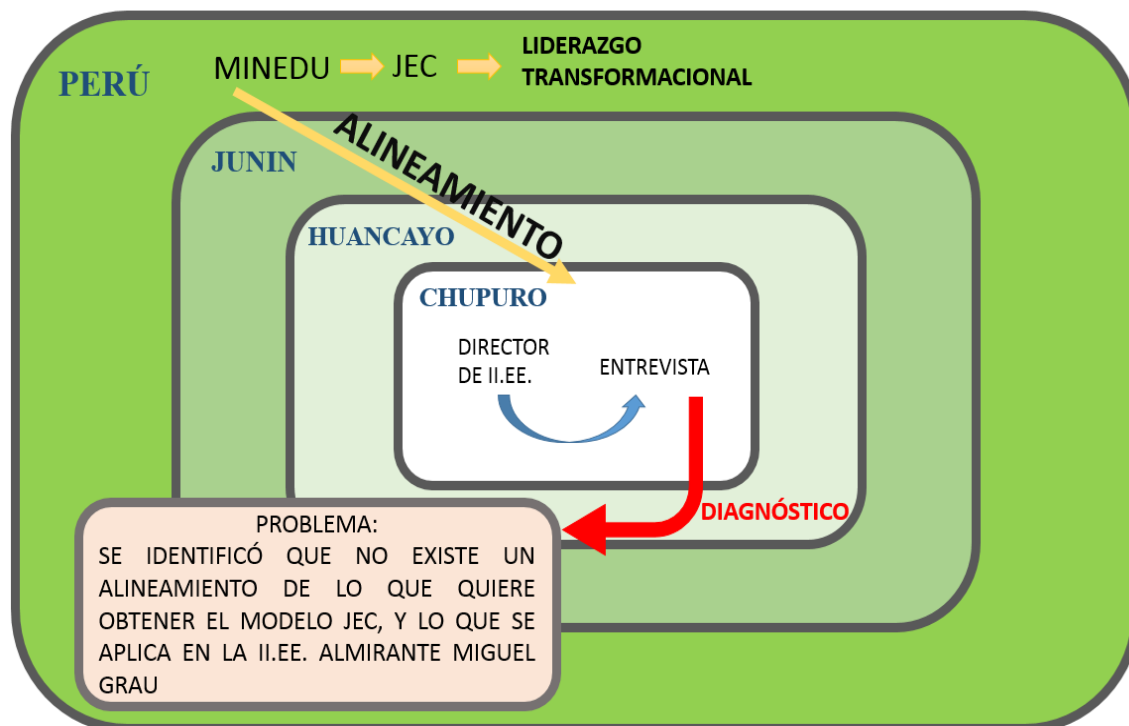 PERÚ
MINEDU
JEC
LIDERAZGO
TRANSFORMACIONAL
ALINEAMIENTO
JUNIN
HUANCAYO
CHUPURO
DIRECTOR
DE II.EE.
ENTREVISTA
DIAGNÓSTICO
PROBLEMA:
SE IDENTIFICÓ QUE NO EXISTE UN
ALINEAMIENTO DE LO QUE QUIERE
OBTENER EL MODELO JEC, Y LO QUE SE
APLICA EN LA II.EE. ALMIRANTE MIGUEL
GRAU